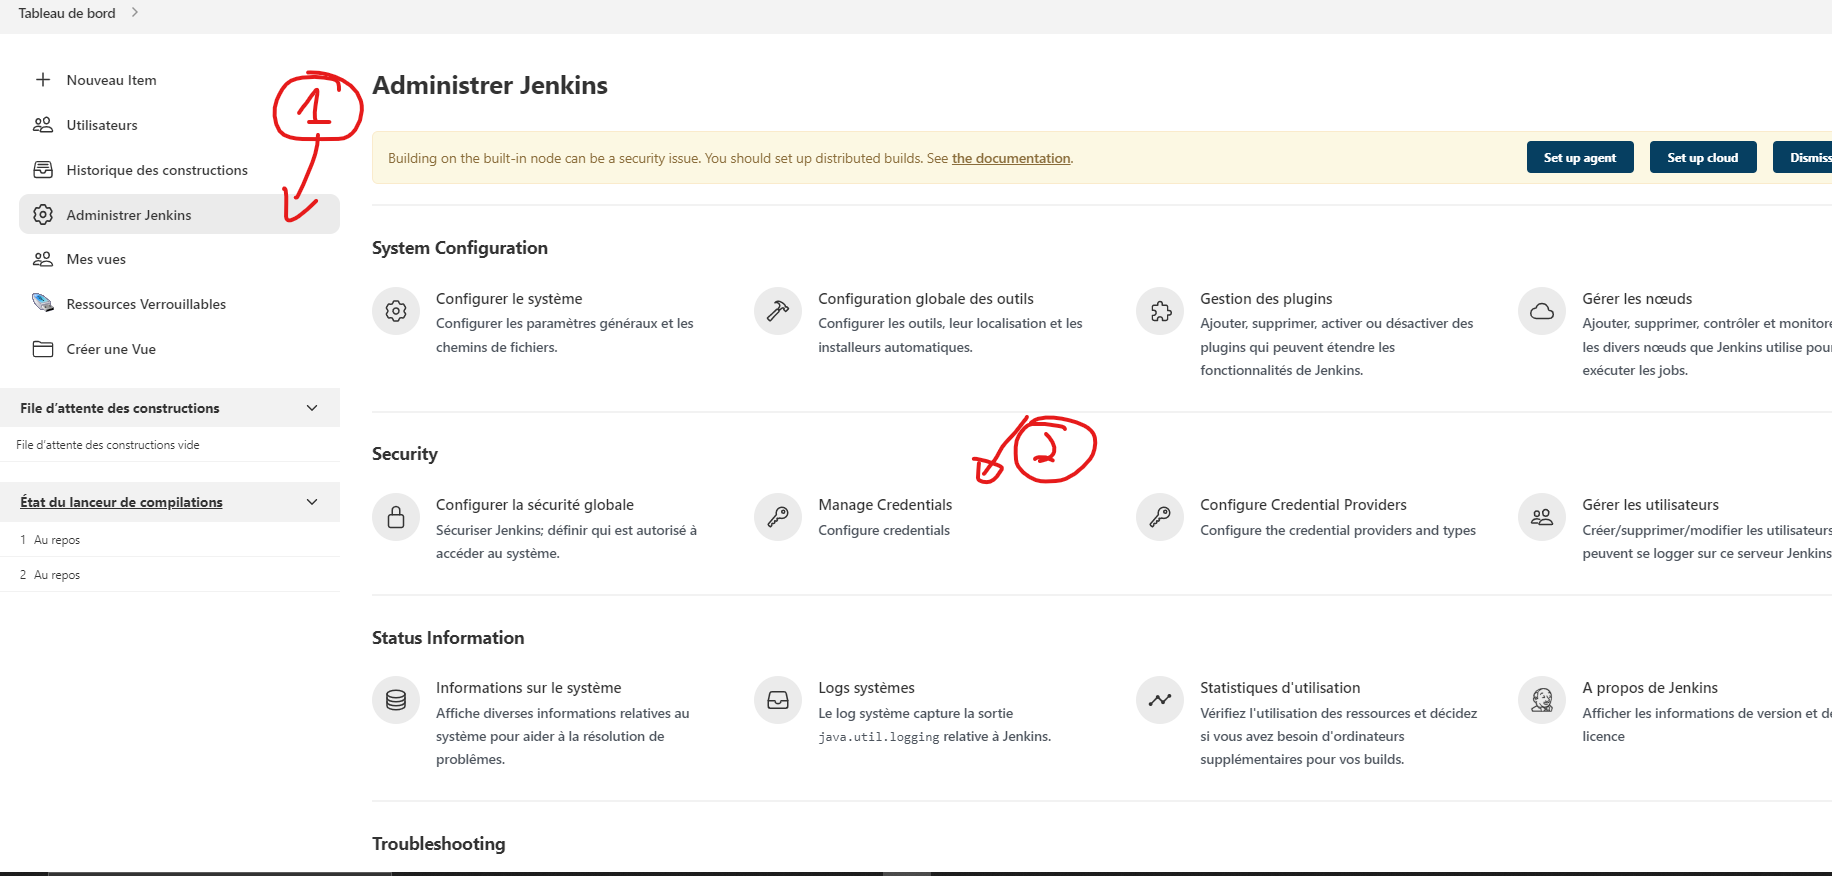 Tableau de bord
Nouveau Item
Utilisateurs
Historique des constructions
Administrer Jenkins
Mes vues
Ressources Verrouillables
Créer une Vue
File d'attente des constructions
File d'attente des constructions vide
État du lanceur de compilations
1 Au repos
2 Au repos
1
Administrer Jenkins
Building on the built-in node can be a security issue. You should set up distributed builds. See the documentation.
Set up agent
Set up cloud
Dismiss
System Configuration
Configurer le système
Configurer les paramètres généraux et les
chemins de fichiers.
Configuration globale des outils
Configurer les outils, leur localisation et les
installeurs automatiques.
Gestion des plugins
Ajouter, supprimer, activer ou désactiver des
plugins qui peuvent étendre les
fonctionnalités de Jenkins.
Gérer les nœuds
Ajouter, supprimer, contrôler et monitore
les divers nœuds que Jenkins utilise pou
exécuter les jobs.
2
Security
Configurer la sécurité globale
Sécuriser Jenkins; définir qui est autorisé à
accéder au système.
Manage Credentials
Configure credentials
Configure Credential Providers
Configure the credential providers and types
Gérer les utilisateurs
Créer/supprimer/modifier les utilisateurs
peuvent se logger sur ce serveur Jenkins
Status Information
Informations sur le système
Affiche diverses informations relatives au
système pour aider à la résolution de
problèmes.
Logs systèmes
Le log système capture la sortie
java.util.logging relative à Jenkins.
Statistiques d'utilisation
Vérifiez l'utilisation des ressources et décidez
si vous avez besoin d'ordinateurs
supplémentaires pour vos builds.
A propos de Jenkins
Afficher les informations de version et de
licence
Troubleshooting